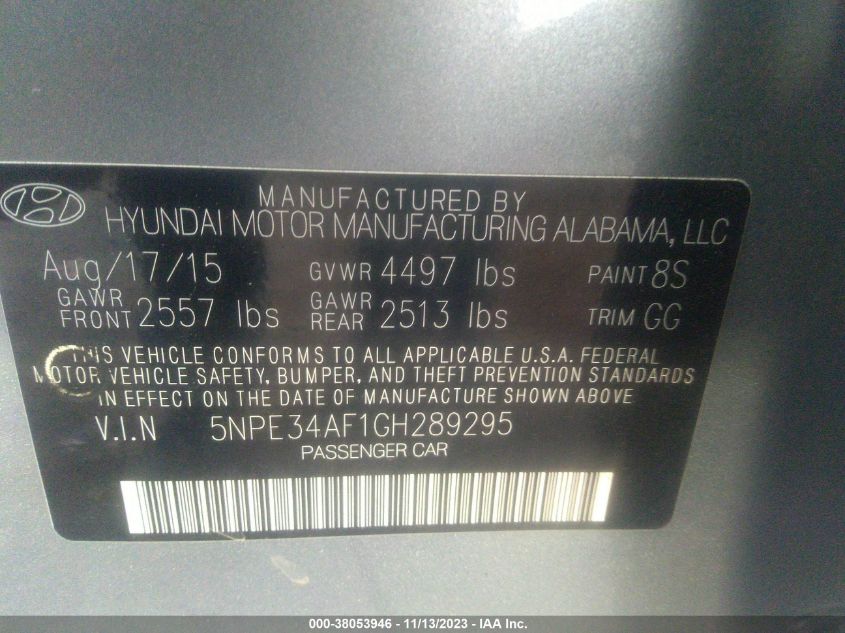 MANUFACTURED BY
HYUNDAI MOTOR MANUFACTURING ALABAMA, LLC
Aug/17/15 GVWR 4497 lbs PAINT 8S
GAWR FRONT 2557 lbs GAWR REAR 2513 lbs TRIM GG
THIS VEHICLE CONFORMS TO ALL APPLICABLE U.S.A. FEDERAL
MOTOR VEHICLE SAFETY, BUMPER, AND THEFT PREVENTION STANDARDS
IN EFFECT ON THE DATE OF MANUFACTURE SHOWN ABOVE
V.I.N 5NPE34AF1GH289295
PASSENGER CAR
000-38053946 - 11/13/2023 - IAA Inc.